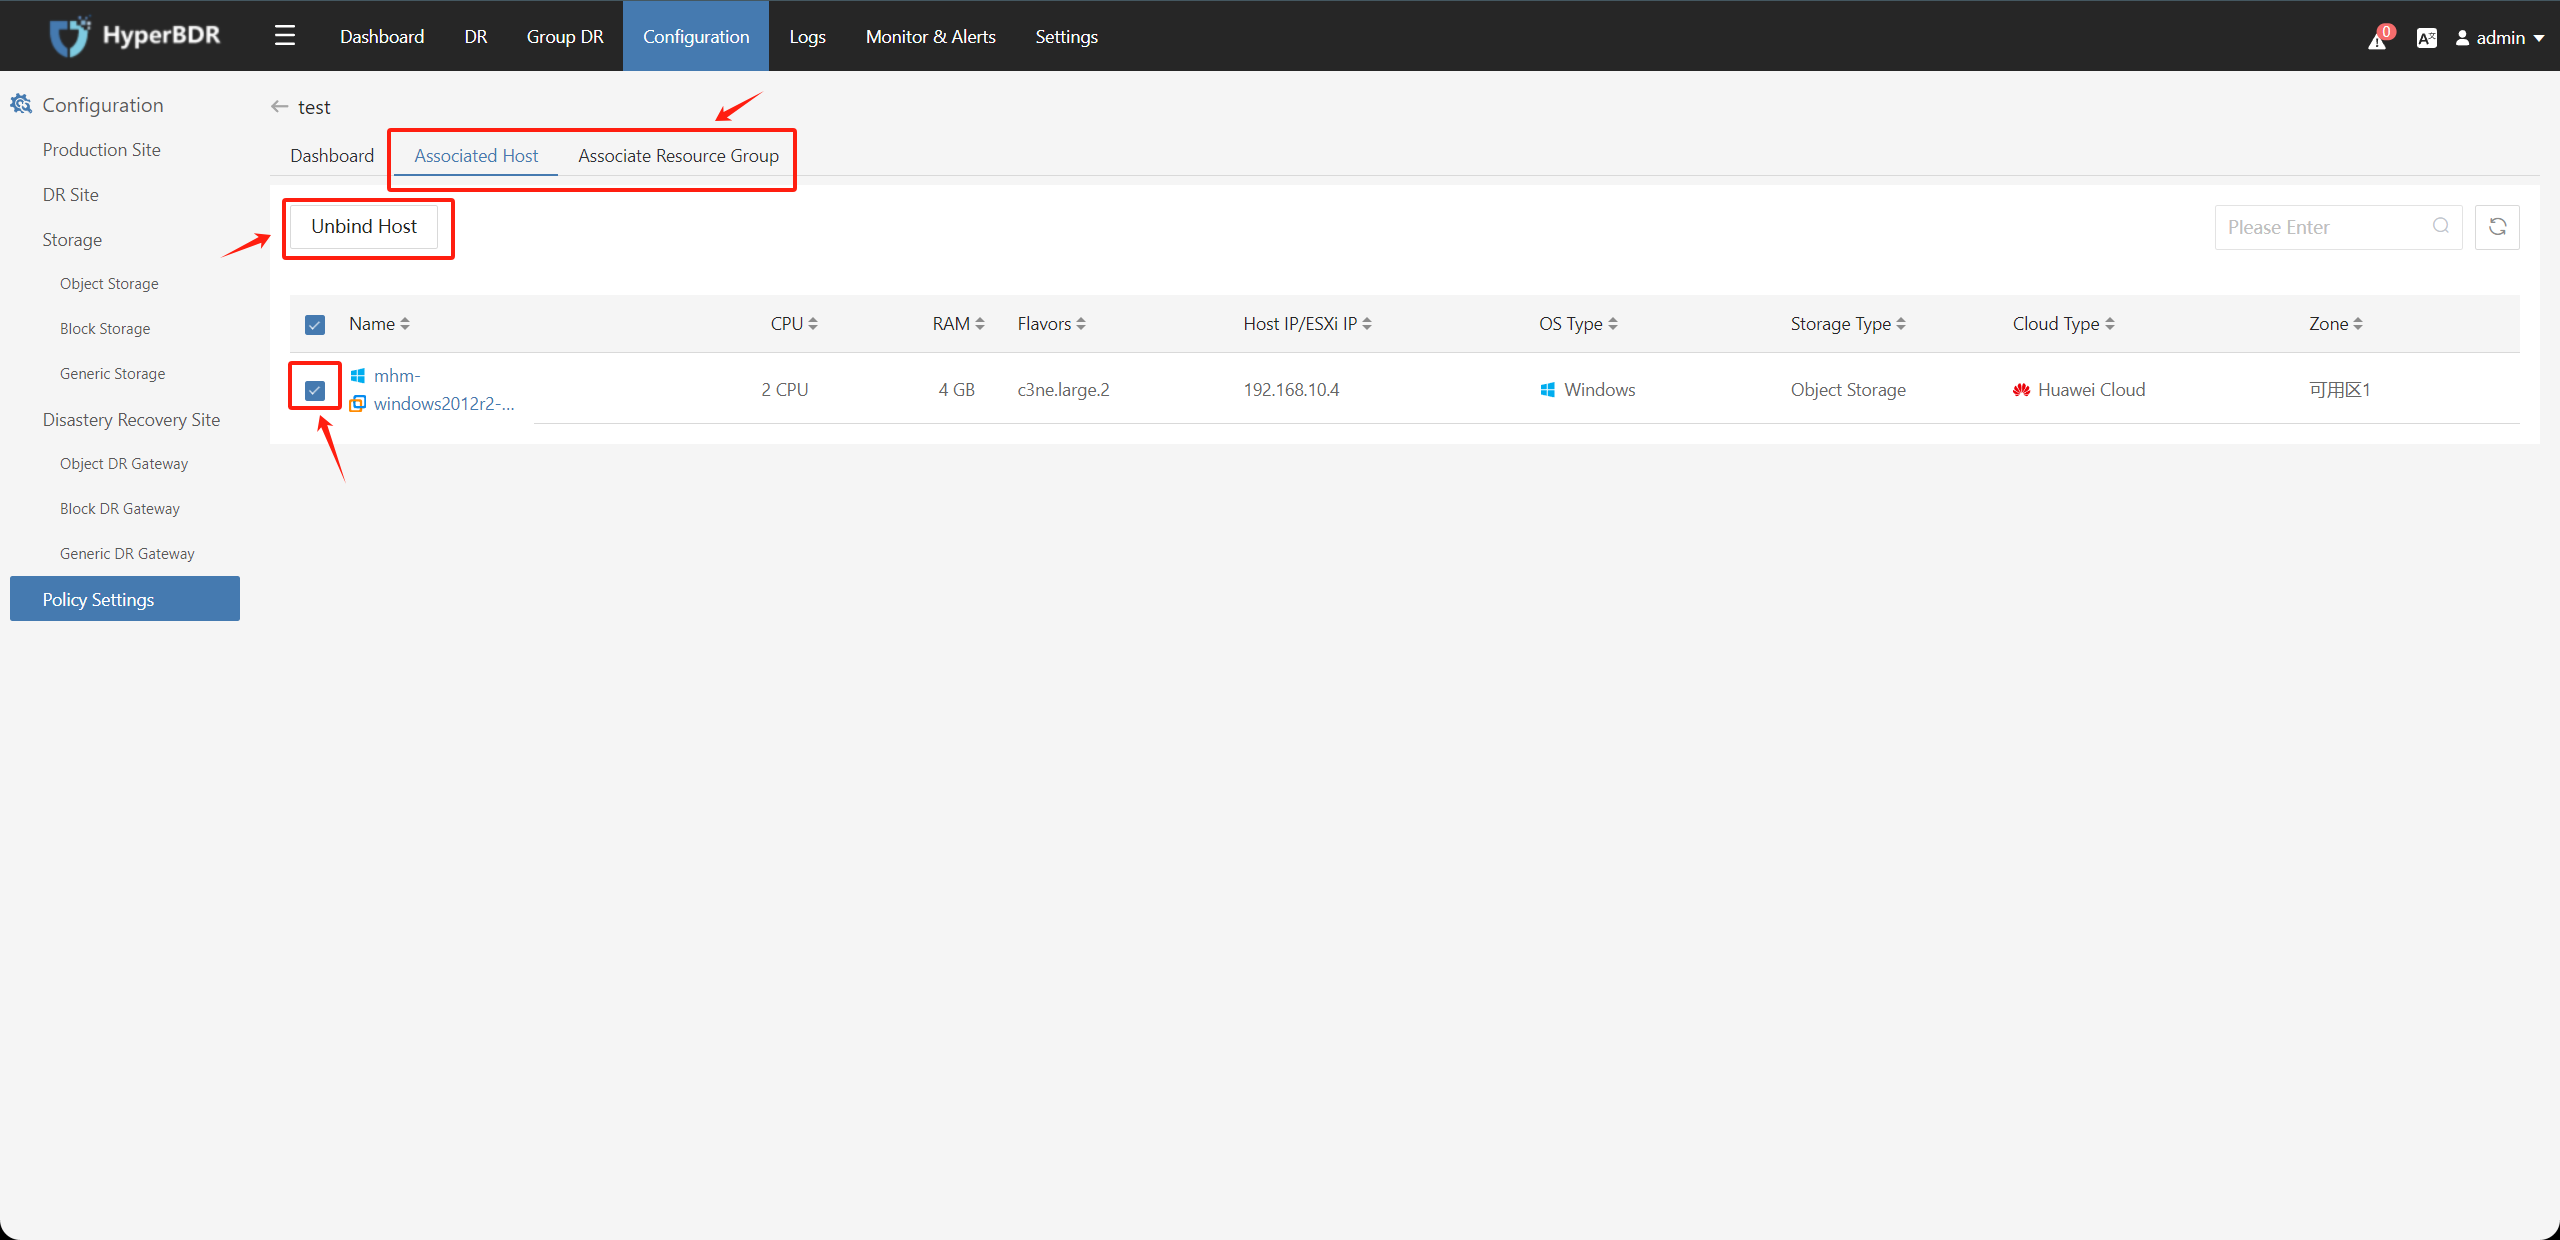 HyperBDR
Dashboard
DR
Group DR
Configuration
Logs
Monitor & Alerts
Settings
0
admin
Configuration
Production Site
DR Site
Storage
Object Storage
Block Storage
Generic Storage
Disastery Recovery Site
Object DR Gateway
Block DR Gateway
Generic DR Gateway
Policy Settings
test
Dashboard
Associated Host
Associate Resource Group
Unbind Host
Please Enter
Name
CPU
RAM
Flavors
Host IP/ESXi IP
OS Type
Storage Type
Cloud Type
Zone
mhm-
windows2012r2-...
2 CPU
4 GB
c3ne.large.2
192.168.10.4
Windows
Object Storage
Huawei Cloud
可用区1